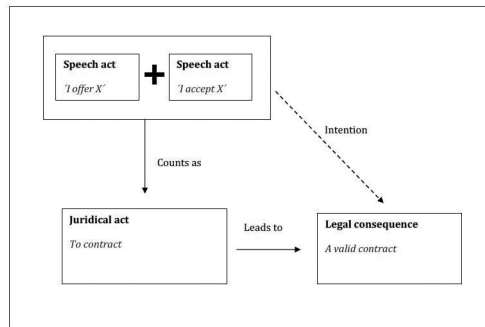 Speech act
´I offer X´
+
Speech act
´I accept X´
Intention
Counts as
Juridical act
To contract
Leads to
Legal consequence
A valid contract